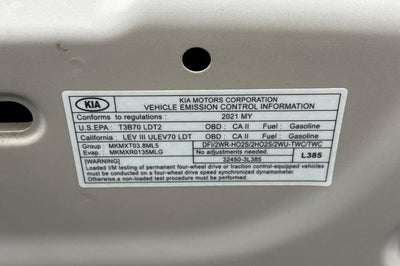 KIA
KIA MOTORS CORPORATION
VEHICLE EMISSION CONTROL INFORMATION
Conforms to regulations : 2021 MY
U.S.EPA : T3B70 LDT2 OBD : CA II Fuel : Gasoline
California : LEV III ULEV70 LDT OBD : CA II Fuel : Gasoline
Group : MKMXT03.8ML5 DFI/2WR-HO2S/2HO2S/2WU-TWC/TWC
Evap. : MKMXR0135MLG No adjustments needed. L385
[WARNING] 32450-3L385
Loaded I/M testing of permanent four-wheel drive or traction control-equipped vehicles
must be conducted on a four-wheel drive speed synchronized dynamometer.
Otherwise, a non-loaded test procedure must be utilized.